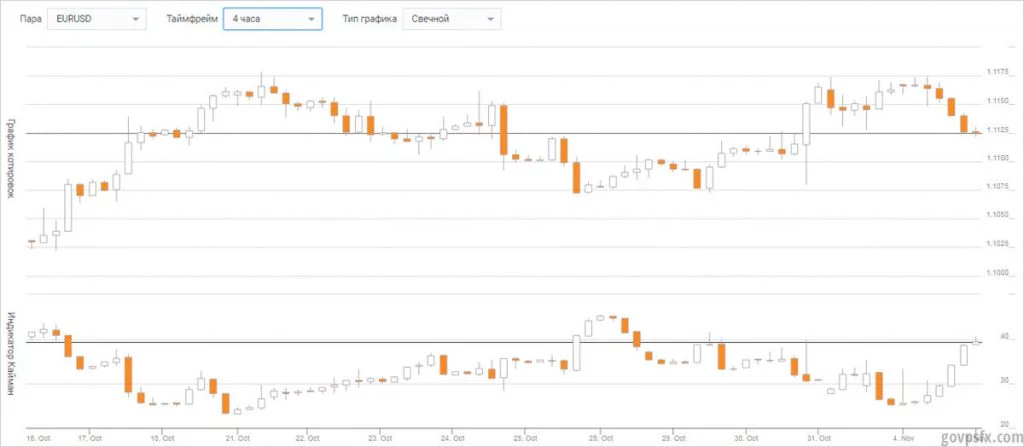 Пара EURUSD Таймфрейм 4 часа Тип графика Свечной
График котировок
1.1175
1.1150
1.1125
1.1100
1.1075
1.1050
1.1025
1.1000
Индикатор Кайман
40
30
20
16. Oct 17. Oct 18. Oct 21. Oct 22. Oct 23. Oct 24. Oct 25. Oct 28. Oct 29. Oct 30. Oct 31. Oct 4. Nov
govpsfx.com